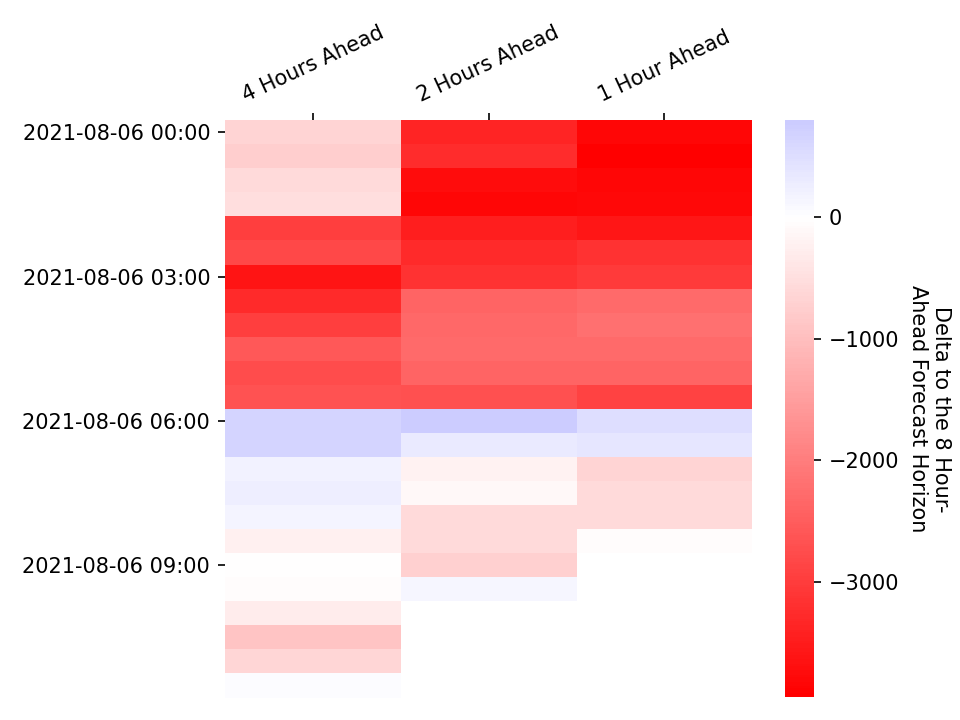 4 Hours Ahead
2 Hours Ahead
1 Hour Ahead
2021-08-06 00:00
2021-08-06 03:00
2021-08-06 06:00
2021-08-06 09:00
0
−1000
−2000
−3000
Delta to the 8 Hour-
Ahead Forecast Horizon